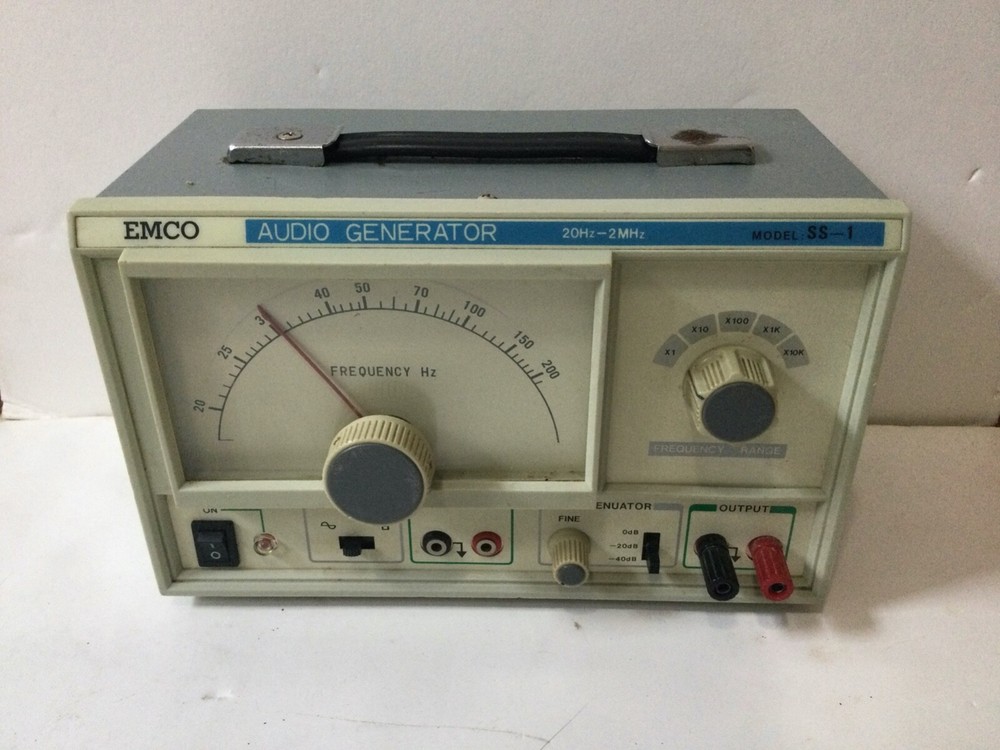 EMCO AUDIO GENERATOR 20Hz-2MHz MODEL: SS-1
20 25 3 40 50 70 100 150 200
FREQUENCY Hz
X1 X10 X100 X1K X10K
FREQUENCY RANGE
ON
ENUATOR
OUTPUT
FINE
0dB
-20dB
-40dB
I
O